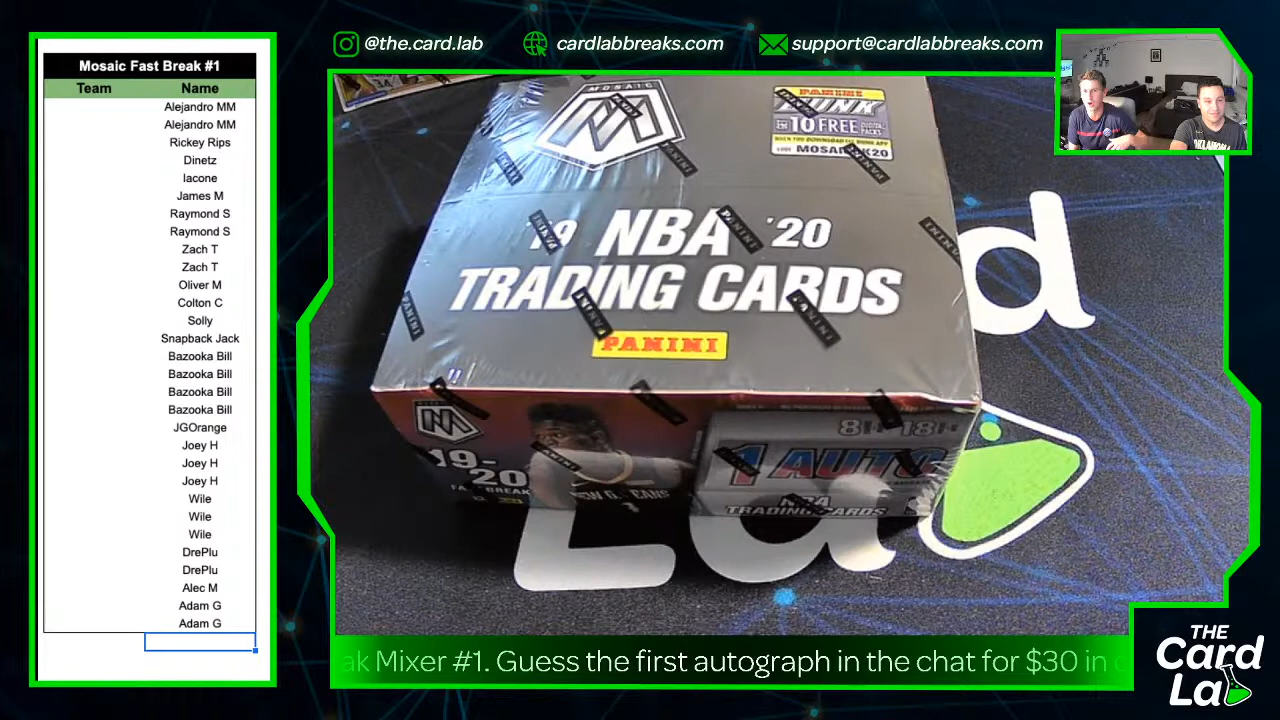 @the.card.lab
cardlabbreaks.com
support@cardlabbreaks.com
Mosaic Fast Break #1
Team Name
Alejandro MM
Alejandro MM
Rickey Rips
Dinetz
Iacone
James M
Raymond S
Raymond S
Zach T
Zach T
Oliver M
Colton C
Solly
Snapback Jack
Bazooka Bill
Bazooka Bill
Bazooka Bill
Bazooka Bill
JGOrange
Joey H
Joey H
Joey H
Wile
Wile
Wile
DrePlu
DrePlu
Alec M
Adam G
Adam G
MOSAIC
PANINI
10 FREE DIGITAL PACKS
19 NBA '20
TRADING CARDS
PANINI
19-
20
1 AUTO
NBA
TRADING CARDS
d
La
Mixer #1. Guess the first autograph in the chat for $30 in
THE
Card
Lab